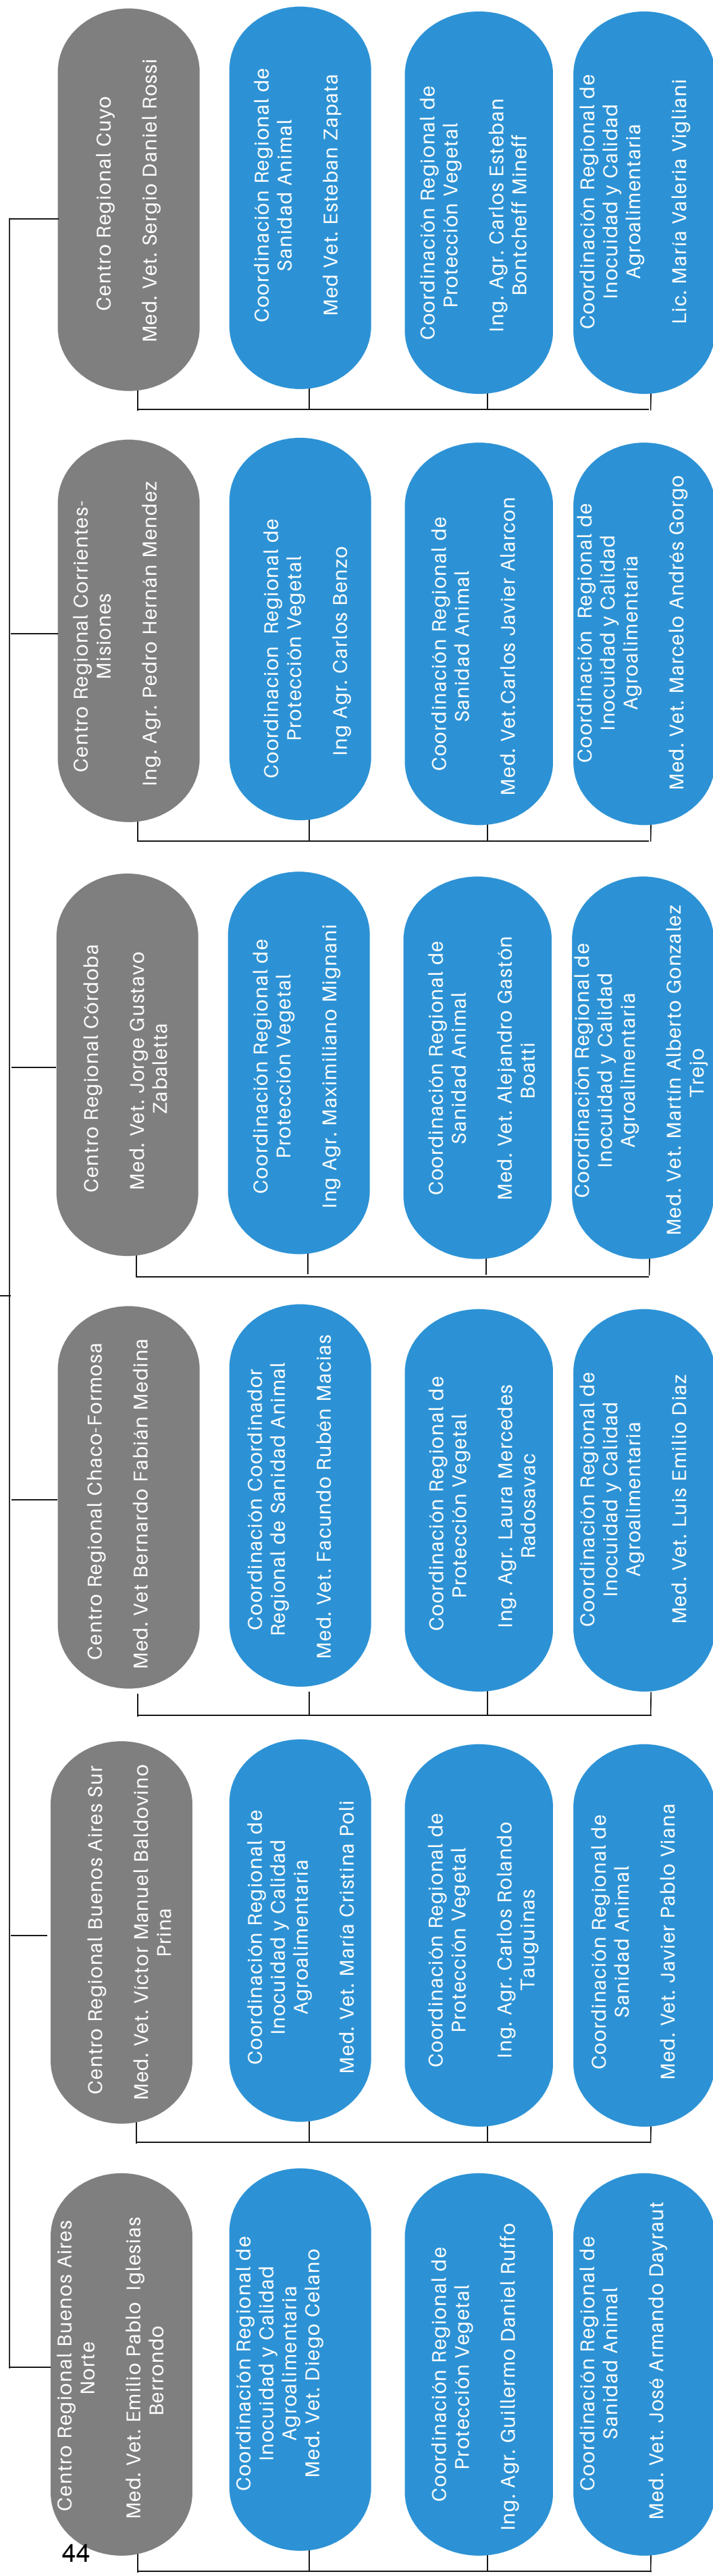 Centro Regional Buenos Aires
Norte
Med. Vet. Emilio Pablo  Iglesias
Berrondo
Coordinación Regional de
Inocuidad y Calidad
Agroalimentaria
Med. Vet. Diego Celano
Coordinación Regional de
Protección Vegetal
Ing. Agr. Guillermo Daniel Ruffo
Coordinación Regional de
Sanidad Animal
Med. Vet. José Armando Dayraut
Centro Regional Buenos Aires Sur
Med. Vet. Víctor Manuel Baldovino
Prina
Coordinación Regional de
Inocuidad y Calidad
Agroalimentaria
Med. Vet. María Cristina Poli
Coordinación Regional de
Protección Vegetal
Ing. Agr. Carlos Rolando
Tauguinas
Coordinación Regional de
Sanidad Animal
Med. Vet. Javier Pablo Viana
Centro Regional Chaco-Formosa
Med. Vet Bernardo Fabián Medina
Coordinación Coordinador
Regional de Sanidad Animal
Med. Vet. Facundo Rubén Macias
Coordinación Regional de
Protección Vegetal
Ing. Agr. Laura Mercedes
Radosavac
Coordinación Regional de
Inocuidad y Calidad
Agroalimentaria
Med. Vet. Luis Emilio Diaz
Centro Regional Córdoba
Med. Vet. Jorge Gustavo
Zabaletta
Coordinación Regional de
Protección Vegetal
Ing Agr. Maximiliano Mignani
Coordinación Regional de
Sanidad Animal
Med. Vet. Alejandro Gastón
Boatti
Coordinación Regional de
Inocuidad y Calidad
Agroalimentaria
Med. Vet. Martín Alberto Gonzalez
Trejo
Centro Regional Corrientes-
Misiones
Ing. Agr. Pedro Hernán Mendez
Coordinacion  Regional de
Protección Vegetal
Ing Agr. Carlos Benzo
Coordinación Regional de
Sanidad Animal
Med. Vet.Carlos Javier Alarcon
Coordinación  Regional de
Inocuidad y Calidad
Agroalimentaria
Med. Vet. Marcelo Andrés Gorgo
Centro Regional Cuyo
Med. Vet. Sergio Daniel Rossi
Coordinación Regional de
Sanidad Animal
Med Vet. Esteban Zapata
Coordinación Regional de
Protección Vegetal
Ing. Agr. Carlos Esteban
Bontcheff Mineff
Coordinación Regional de
Inocuidad y Calidad
Agroalimentaria
Lic. María Valeria Vigliani
44